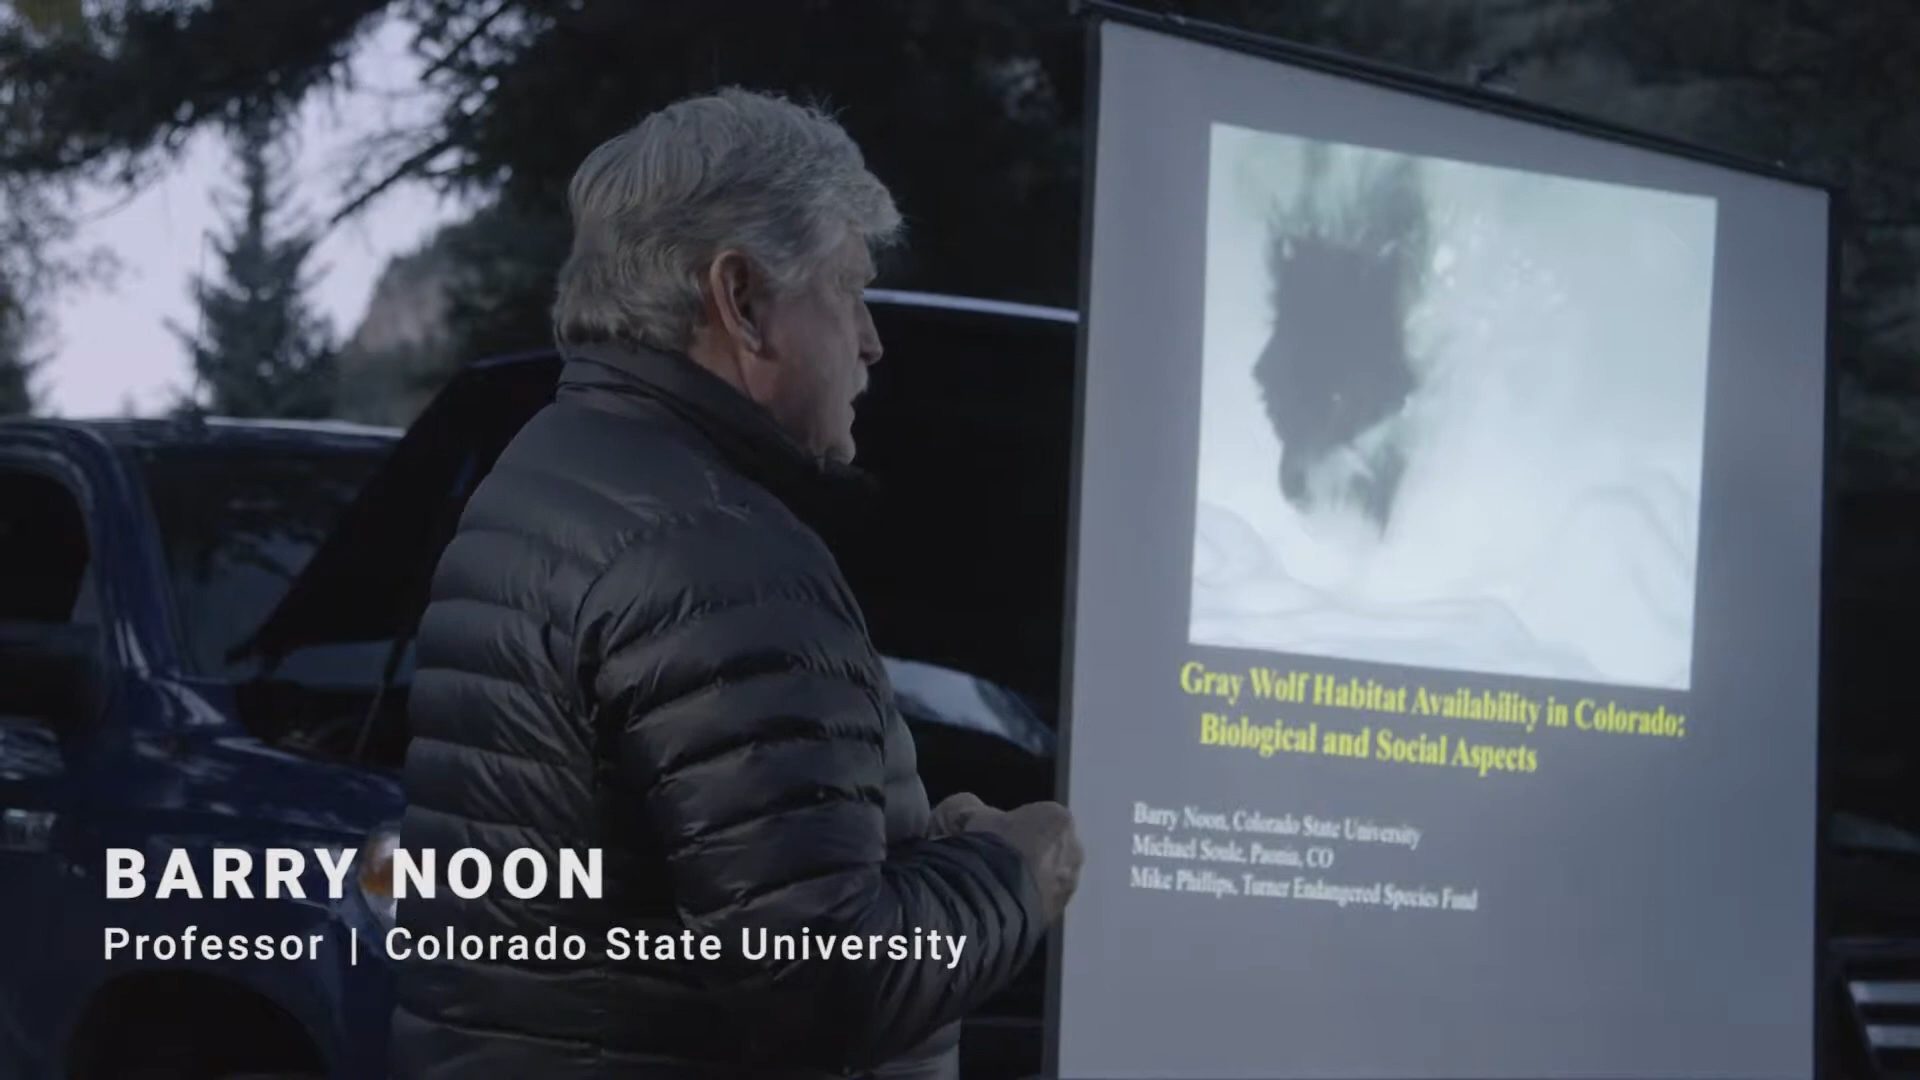 Gray Wolf Habitat Availability in Colorado:
Biological and Social Aspects
Barry Noon, Colorado State University
Michael Soule, Paonia, CO
Mike Phillips, Turner Endangered Species Fund
BARRY NOON
Professor | Colorado State University